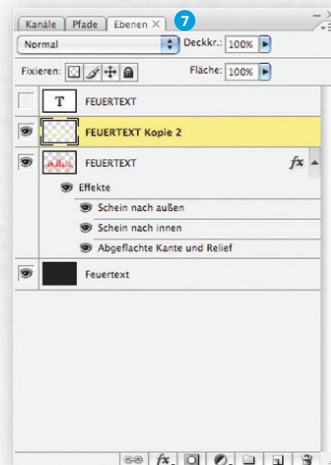 Kanäle Pfade Ebenen × 7
Normal Deckkr.: 100%
Fixieren: Fläche: 100%
T FEUERTEXT
FEUERTEXT Kopie 2
FEUERTEXT fx
Effekte
Schein nach außen
Schein nach innen
Abgeflachte Kante und Relief
Feuertext
fx.